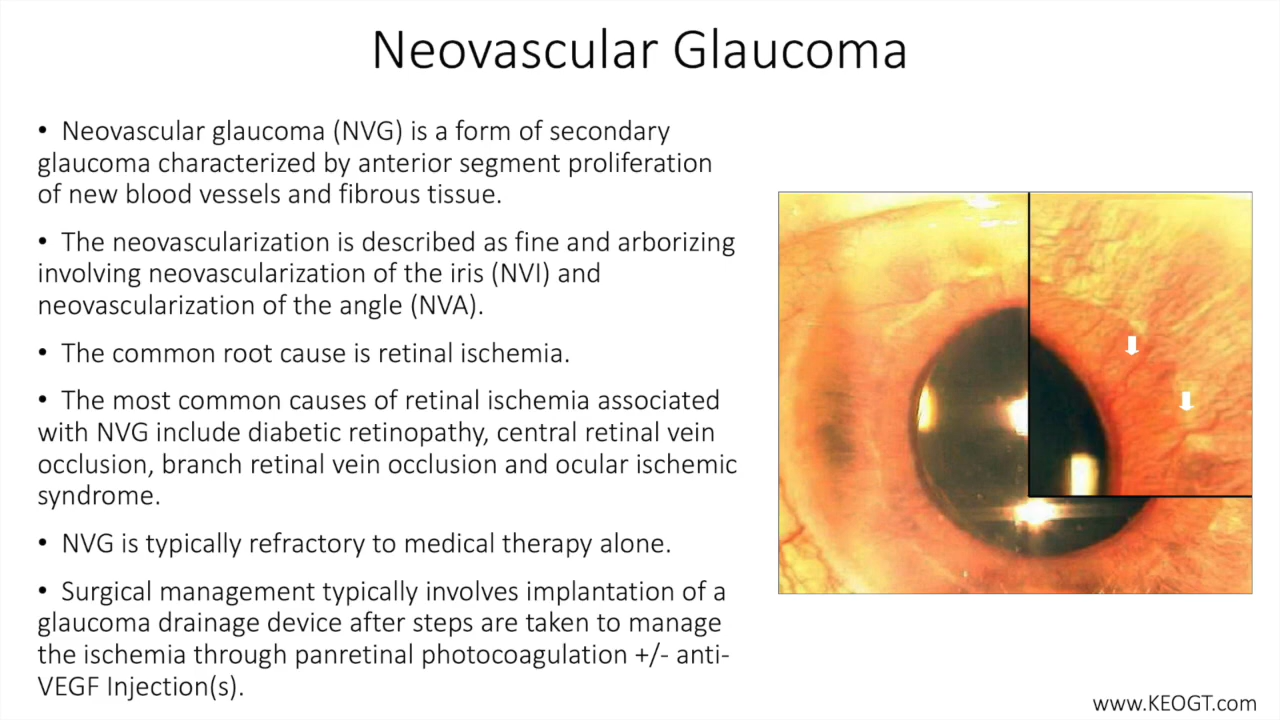 Neovascular Glaucoma
• Neovascular glaucoma (NVG) is a form of secondary
glaucoma characterized by anterior segment proliferation
of new blood vessels and fibrous tissue.
• The neovascularization is described as fine and arborizing
involving neovascularization of the iris (NVI) and
neovascularization of the angle (NVA).
• The common root cause is retinal ischemia.
• The most common causes of retinal ischemia associated
with NVG include diabetic retinopathy, central retinal vein
occlusion, branch retinal vein occlusion and ocular ischemic
syndrome.
• NVG is typically refractory to medical therapy alone.
• Surgical management typically involves implantation of a
glaucoma drainage device after steps are taken to manage
the ischemia through panretinal photocoagulation +/- anti-
VEGF Injection(s).
www.KEOGT.com